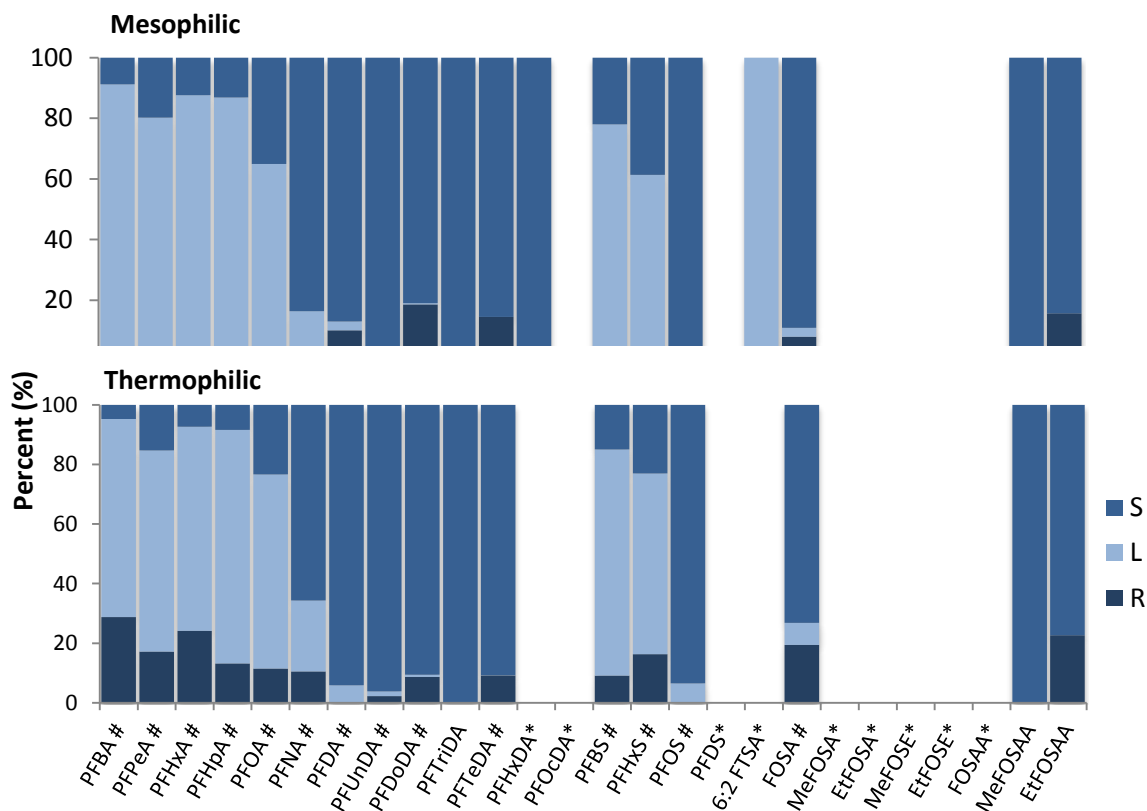 Mesophilic
100
80
60
40
20
Thermophilic
100
80
60
40
20
0
Percent (%)
S
L
R
PFBA #
PFPeA #
PFHxA #
PFHpA #
PFOA #
PFNA #
PFDA #
PFUnDA #
PFDoDA #
PFTriDA
PFTeDA #
PFHxDA*
PFOcDA*
PFBS #
PFHxS #
PFOS #
PFDS*
6:2 FTSA*
FOSA #
MeFOSA*
EtFOSA*
MeFOSE*
EtFOSE*
FOSAA*
MeFOSAA
EtFOSAA